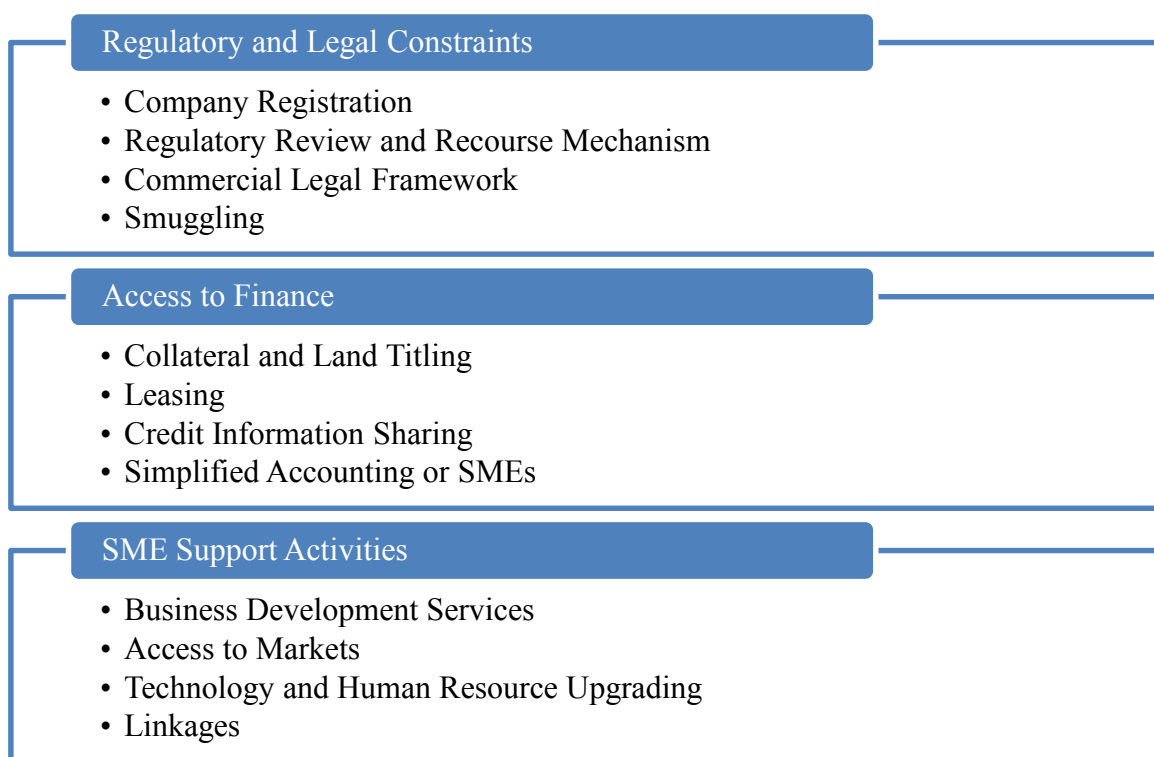 Regulatory and Legal Constraints
• Company Registration
• Regulatory Review and Recourse Mechanism
• Commercial Legal Framework
• Smuggling
Access to Finance
• Collateral and Land Titling
• Leasing
• Credit Information Sharing
• Simplified Accounting or SMEs
SME Support Activities
• Business Development Services
• Access to Markets
• Technology and Human Resource Upgrading
• Linkages